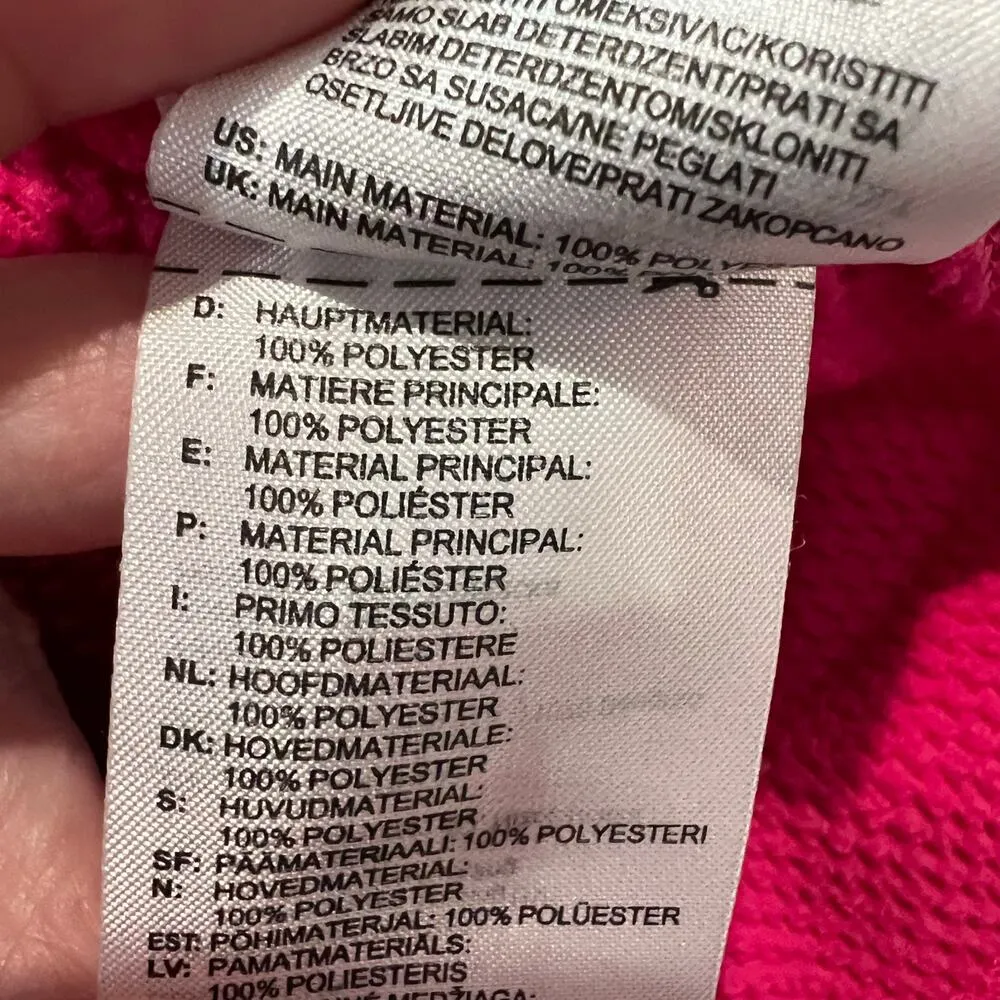 OMEKSIVAC/KORISTITI
SAMO SLAB DETERDZENT/PRATI SA
SLABIM DETERDZENTOM/SKLONITI
BRZO SA SUSACA/NE PEGLATI
OSETLJIVE DELOVE/PRATI ZAKOPCANO
US: MAIN MATERIAL: 100%
UK: MAIN MATERIAL: 100%
D: HAUPTMATERIAL:
100% POLYESTER
F: MATIERE PRINCIPALE:
100% POLYESTER
E: MATERIAL PRINCIPAL:
100% POLIÉSTER
P: MATERIAL PRINCIPAL:
100% POLIÉSTER
I: PRIMO TESSUTO:
100% POLIESTERE
NL: HOOFDMATERIAAL:
100% POLYESTER
DK: HOVEDMATERIALE:
100% POLYESTER
S: HUVUDMATERIAL:
100% POLYESTER
SF: PÄÄMATERIAALI: 100% POLYESTERI
N: HOVEDMATERIAL:
100% POLYESTER
EST: PÕHIMATERJAL: 100% POLÜESTER
LV: PAMATMATERIĀLS:
100% POLIESTERIS
MEDŽIAGA: